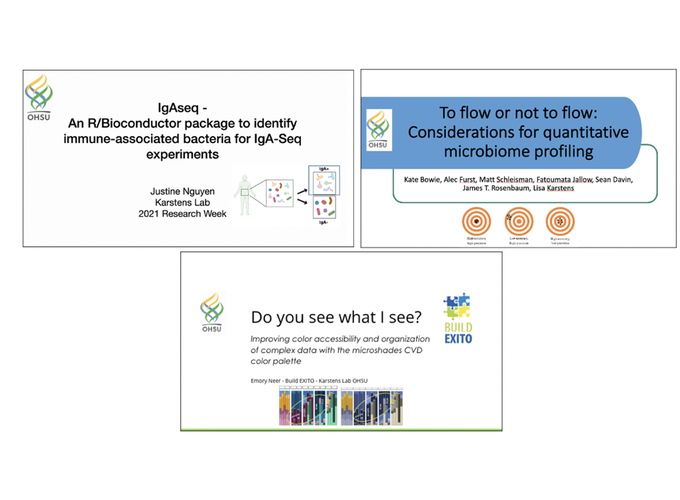 OHSU
IgAseq -
An R/Bioconductor package to identify
immune-associated bacteria for IgA-Seq
experiments
Justine Nguyen
Karstens Lab
2021 Research Week
IgA+
IgA-
OHSU
To flow or not to flow:
Considerations for quantitative
microbiome profiling
Kate Bowie, Alec Furst, Matt Schleisman, Fatoumata Jallow, Sean Davin,
James T. Rosenbaum, Lisa Karstens
OHSU
Do you see what I see?
Improving color accessibility and organization
of complex data with the microshades CVD
color palette
Emory Neer - Build EXITO - Karstens Lab OHSU
BUILD
EXITO